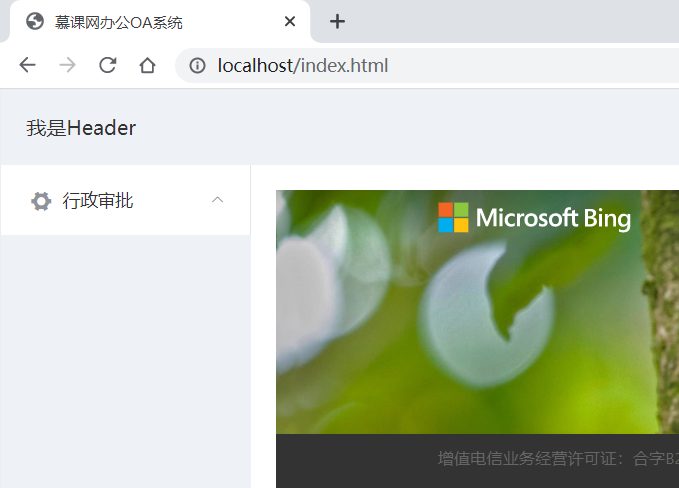 慕课网办公OA系统
localhost/index.html
我是Header
行政审批
Microsoft Bing
增值电信业务经营许可证：合字B2